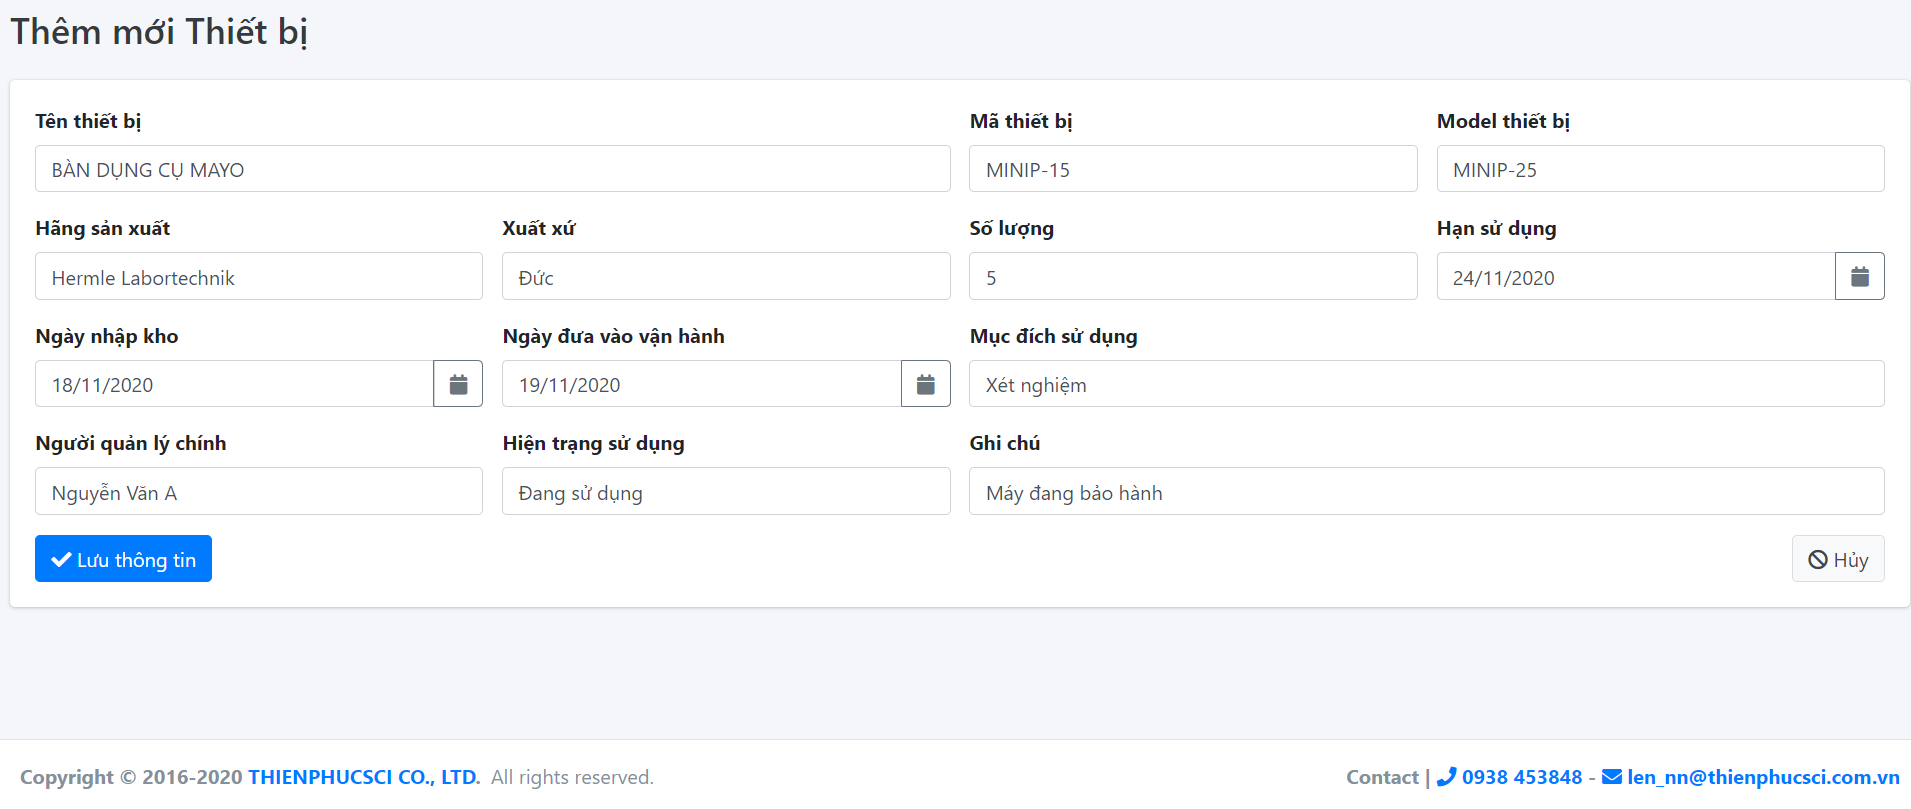 Thêm mới Thiết bị
Tên thiết bị Mã thiết bị Model thiết bị
BÀN DỤNG CỤ MAYO MINIP-15 MINIP-25
Hãng sản xuất Xuất xứ Số lượng Hạn sử dụng
Hermle Labortechnik Đức 5 24/11/2020
Ngày nhập kho Ngày đưa vào vận hành Mục đích sử dụng
18/11/2020 19/11/2020 Xét nghiệm
Người quản lý chính Hiện trạng sử dụng Ghi chú
Nguyễn Văn A Đang sử dụng Máy đang bảo hành
Lưu thông tin Hủy
Copyright © 2016-2020 THIENPHUCSCI CO., LTD. All rights reserved. Contact | 0938 453848 - len_nn@thienphucsci.com.vn